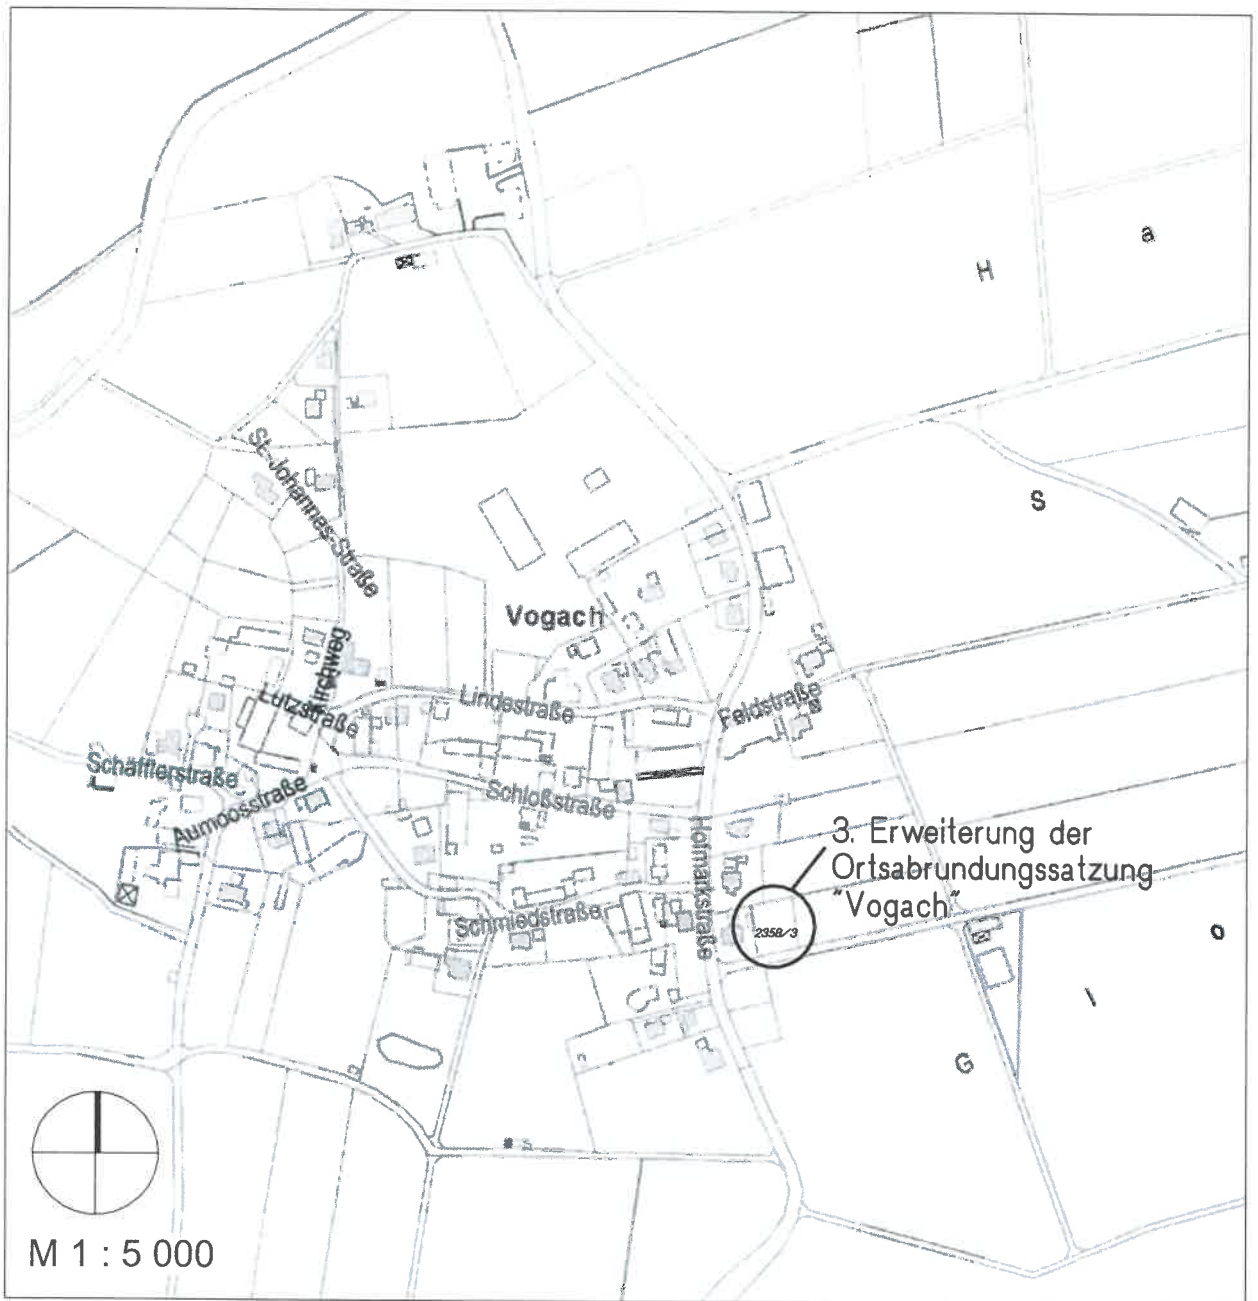 a
H
S
St.-Johannes-Straße
Vogach
Kirchweg
Lutzstraße
Lindestraße
Feldstraße
Schäfflerstraße
Aumoosstraße
Schloßstraße
Hofmarkstraße
3. Erweiterung der
Ortsabrundungssatzung
"Vogach"
Schmiedstraße
2358/3
o
l
G
M 1 : 5 000